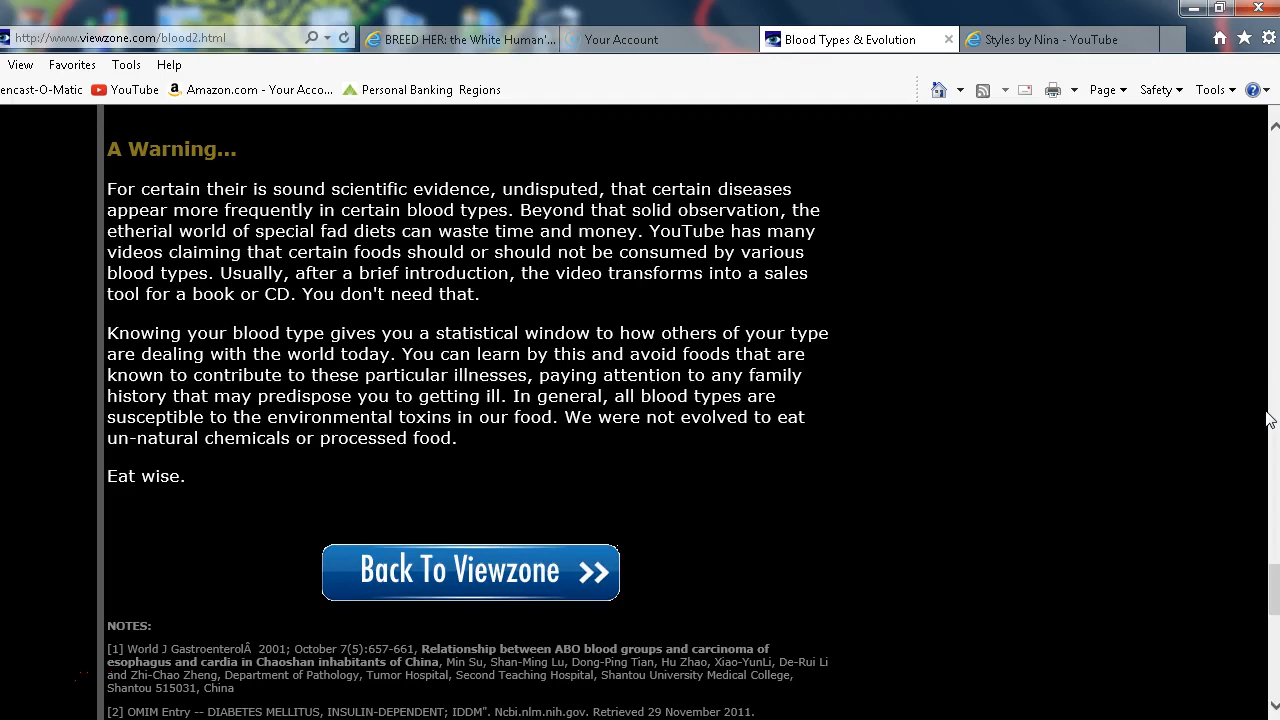 http://www.viewzone.com/blood2.html
BREED HER: the White Human'...
Your Account
Blood Types & Evolution
Styles by Nina - YouTube
View Favorites Tools Help
encast-O-Matic YouTube Amazon.com - Your Acco... Personal Banking Regions
Page Safety Tools
A Warning...
For certain their is sound scientific evidence, undisputed, that certain diseases
appear more frequently in certain blood types. Beyond that solid observation, the
etherial world of special fad diets can waste time and money. YouTube has many
videos claiming that certain foods should or should not be consumed by various
blood types. Usually, after a brief introduction, the video transforms into a sales
tool for a book or CD. You don't need that.
Knowing your blood type gives you a statistical window to how others of your type
are dealing with the world today. You can learn by this and avoid foods that are
known to contribute to these particular illnesses, paying attention to any family
history that may predispose you to getting ill. In general, all blood types are
susceptible to the environmental toxins in our food. We were not evolved to eat
un-natural chemicals or processed food.
Eat wise.
Back To Viewzone >>
NOTES:
[1] World J GastroenterolÂ  2001; October 7(5):657-661, Relationship between ABO blood groups and carcinoma of
esophagus and cardia in Chaoshan inhabitants of China, Min Su, Shan-Ming Lu, Dong-Ping Tian, Hu Zhao, Xiao-YunLi, De-Rui Li
and Zhi-Chao Zheng, Department of Pathology, Tumor Hospital, Second Teaching Hospital, Shantou University Medical College,
Shantou 515031, China
[2] OMIM Entry -- DIABETES MELLITUS, INSULIN-DEPENDENT; IDDM". Ncbi.nlm.nih.gov. Retrieved 29 November 2011.